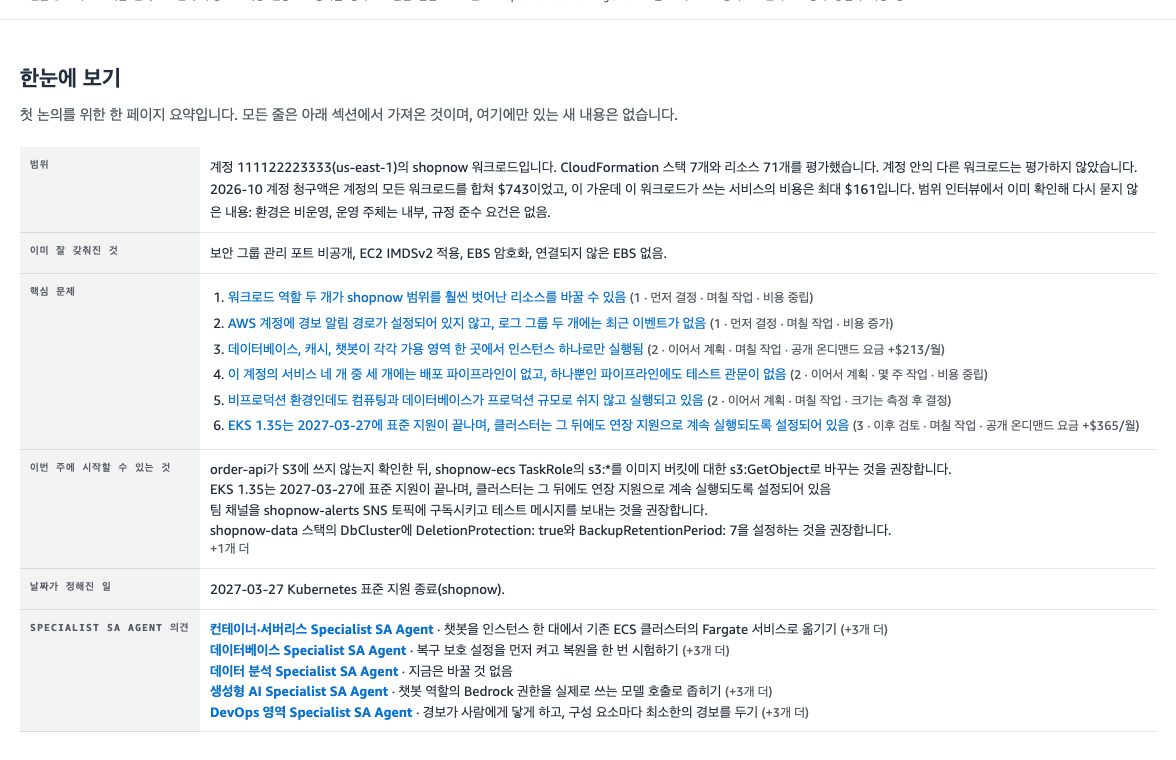 한눈에 보기
첫 논의를 위한 한 페이지 요약입니다. 모든 줄은 아래 섹션에서 가져온 것이며, 여기에만 있는 새 내용은 없습니다.
범위
계정 111122223333(us-east-1)의 shopnow 워크로드입니다. CloudFormation 스택 7개와 리소스 71개를 평가했습니다. 계정 안의 다른 워크로드는 평가하지 않았습니다.
2026-10 계정 청구액은 계정의 모든 워크로드를 합쳐 $743이었고, 이 가운데 이 워크로드가 쓰는 서비스의 비용은 최대 $161입니다. 범위 인터뷰에서 이미 확인해 다시 묻지 않
은 내용: 환경은 비운영, 운영 주체는 내부, 규정 준수 요건은 없음.
이미 잘 갖춰진 것
보안 그룹 관리 포트 비공개, EC2 IMDSv2 적용, EBS 암호화, 연결되지 않은 EBS 없음.
핵심 문제
1. 워크로드 역할 두 개가 shopnow 범위를 훨씬 벗어난 리소스를 바꿀 수 있음 (1 · 먼저 결정 · 며칠 작업 · 비용 중립)
2. AWS 계정에 경보 알림 경로가 설정되어 있지 않고, 로그 그룹 두 개에는 최근 이벤트가 없음 (1 · 먼저 결정 · 며칠 작업 · 비용 증가)
3. 데이터베이스, 캐시, 챗봇이 각각 가용 영역 한 곳에서 인스턴스 하나로만 실행됨 (2 · 이어서 계획 · 며칠 작업 · 공개 온디맨드 요금 +$213/월)
4. 이 계정의 서비스 네 개 중 세 개에는 배포 파이프라인이 없고, 하나뿐인 파이프라인에도 테스트 관문이 없음 (2 · 이어서 계획 · 몇 주 작업 · 비용 중립)
5. 비프로덕션 환경인데도 컴퓨팅과 데이터베이스가 프로덕션 규모로 쉬지 않고 실행되고 있음 (2 · 이어서 계획 · 며칠 작업 · 크기는 측정 후 결정)
6. EKS 1.35는 2027-03-27에 표준 지원이 끝나며, 클러스터는 그 뒤에도 연장 지원으로 계속 실행되도록 설정되어 있음 (3 · 이후 검토 · 며칠 작업 · 공개 온디맨드 요금 +$365/월)
이번 주에 시작할 수 있는 것
order-api가 S3에 쓰지 않는지 확인한 뒤, shopnow-ecs TaskRole의 s3:*를 이미지 버킷에 대한 s3:GetObject로 바꾸는 것을 권장합니다.
EKS 1.35는 2027-03-27에 표준 지원이 끝나며, 클러스터는 그 뒤에도 연장 지원으로 계속 실행되도록 설정되어 있음
팀 채널을 shopnow-alerts SNS 토픽에 구독시키고 테스트 메시지를 보내는 것을 권장합니다.
shopnow-data 스택의 DbCluster에 DeletionProtection: true와 BackupRetentionPeriod: 7을 설정하는 것을 권장합니다.
+1개 더
날짜가 정해진 일
2027-03-27 Kubernetes 표준 지원 종료(shopnow).
SPECIALIST SA AGENT 의견
컨테이너·서버리스 Specialist SA Agent · 챗봇을 인스턴스 한 대에서 기존 ECS 클러스터의 Fargate 서비스로 옮기기 (+3개 더)
데이터베이스 Specialist SA Agent · 복구 보호 설정을 먼저 켜고 복원을 한 번 시험하기 (+3개 더)
데이터 분석 Specialist SA Agent · 지금은 바꿀 것 없음
생성형 AI Specialist SA Agent · 챗봇 역할의 Bedrock 권한을 실제로 쓰는 모델 호출로 좁히기 (+3개 더)
DevOps 영역 Specialist SA Agent · 경보가 사람에게 닿게 하고, 구성 요소마다 최소한의 경보를 두기 (+3개 더)